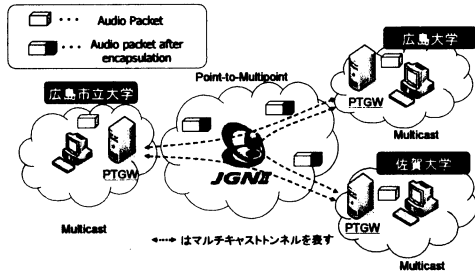 ··· Audio Packet
··· Audio packet after
encapsulation
広島市立大学
Point-to-Multipoint
広島大学
PTGW
Multicast
PTGW
JGNII
佐賀大学
PTGW
Multicast
Multicast
はマルチキャストトンネルを表す